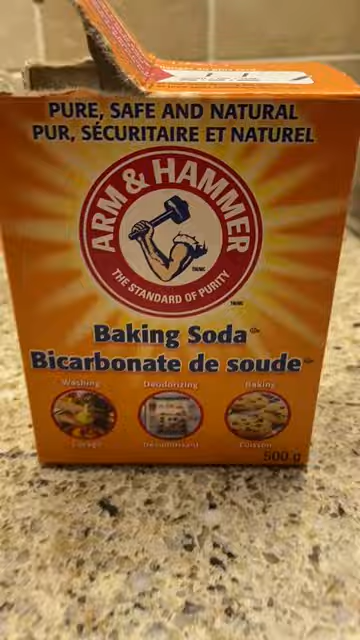 PURE, SAFE AND NATURAL
PUR, SÉCURITAIRE ET NATUREL
ARM & HAMMER
THE STANDARD OF PURITY
Baking Soda
Bicarbonate de soude
Washing Deodorizing Baking
Lavage Désodorisant Cuisson
500 g